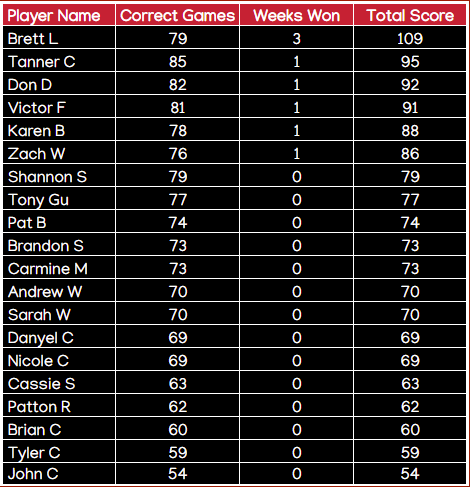 Player Name Correct Games Weeks Won Total Score
Brett L 79 3 109
Tanner C 85 1 95
Don D 82 1 92
Victor F 81 1 91
Karen B 78 1 88
Zach W 76 1 86
Shannon S 79 0 79
Tony Gu 77 0 77
Pat B 74 0 74
Brandon S 73 0 73
Carmine M 73 0 73
Andrew W 70 0 70
Sarah W 70 0 70
Danyel C 69 0 69
Nicole C 69 0 69
Cassie S 63 0 63
Patton R 62 0 62
Brian C 60 0 60
Tyler C 59 0 59
John C 54 0 54